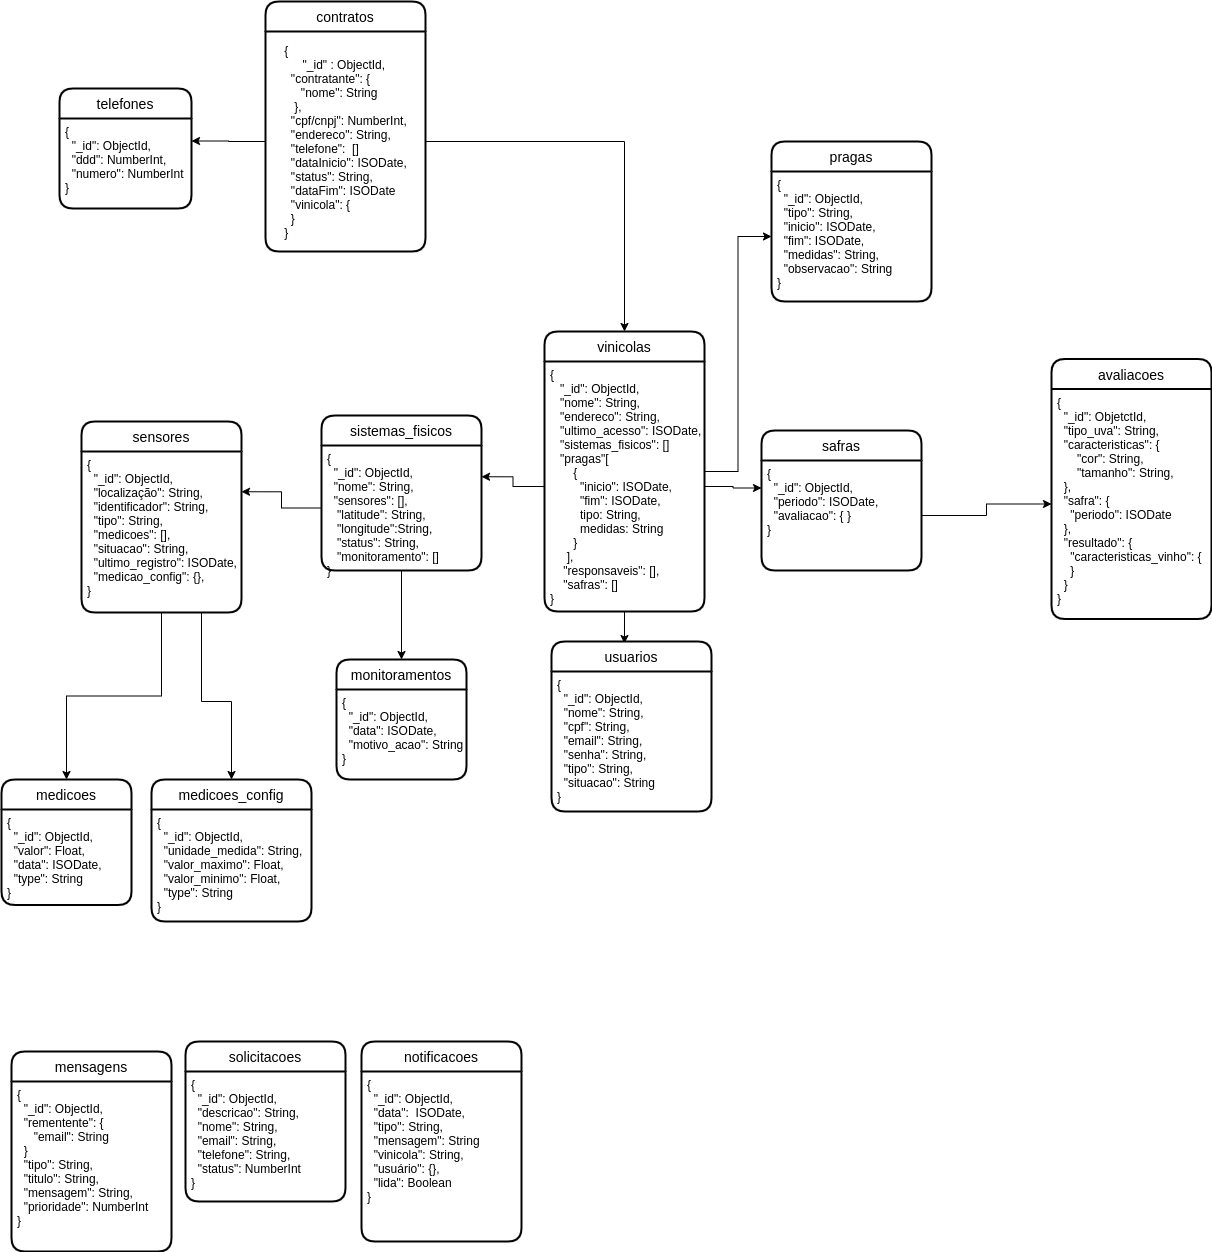 contratos
{
"_id" : ObjectId,
"contratante": {
"nome": String
},
"cpf/cnpj": NumberInt,
"endereco": String,
"telefone":  []
"dataInicio": ISODate,
"status": String,
"dataFim": ISODate
"vinicola": {
}
}
telefones
{
"_id": ObjectId,
"ddd": NumberInt,
"numero": NumberInt
}
pragas
{
"_id": ObjectId,
"tipo": String,
"inicio": ISODate,
"fim": ISODate,
"medidas": String,
"observacao": String
}
vinicolas
{
"_id": ObjectId,
"nome": String,
"endereco": String,
"ultimo_acesso": ISODate,
"sistemas_fisicos": []
"pragas"[
{
"inicio": ISODate,
"fim": ISODate,
tipo: String,
medidas: String
}
],
"responsaveis": [],
"safras": []
}
avaliacoes
{
"_id": ObjetctId,
"tipo_uva": String,
"caracteristicas": {
"cor": String,
"tamanho": String,
},
"safra": {
"periodo": ISODate
},
"resultado": {
"caracteristicas_vinho": {
}
}
}
sensores
{
"_id": ObjectId,
"localização": String,
"identificador": String,
"tipo": String,
"medicoes": [],
"situacao": String,
"ultimo_registro": ISODate,
"medicao_config": {},
}
sistemas_fisicos
{
"_id": ObjectId,
"nome": String,
"sensores": [],
"latitude": String,
"longitude":String,
"status": String,
"monitoramento": []
}
safras
{
"_id": ObjectId,
"periodo": ISODate,
"avaliacao": { }
}
monitoramentos
{
"_id": ObjectId,
"data": ISODate,
"motivo_acao": String
}
usuarios
{
"_id": ObjectId,
"nome": String,
"cpf": String,
"email": String,
"senha": String,
"tipo": String,
"situacao": String
}
medicoes
{
"_id": ObjectId,
"valor": Float,
"data": ISODate,
"type": String
}
medicoes_config
{
"_id": ObjectId,
"unidade_medida": String,
"valor_maximo": Float,
"valor_minimo": Float,
"type": String
}
mensagens
{
"_id": ObjectId,
"rementente": {
"email": String
}
"tipo": String,
"titulo": String,
"mensagem": String,
"prioridade": NumberInt
}
solicitacoes
{
"_id": ObjectId,
"descricao": String,
"nome": String,
"email": String,
"telefone": String,
"status": NumberInt
}
notificacoes
{
"_id": ObjectId,
"data":  ISODate,
"tipo": String,
"mensagem": String
"vinicola": String,
"usuário": {},
"lida": Boolean
}